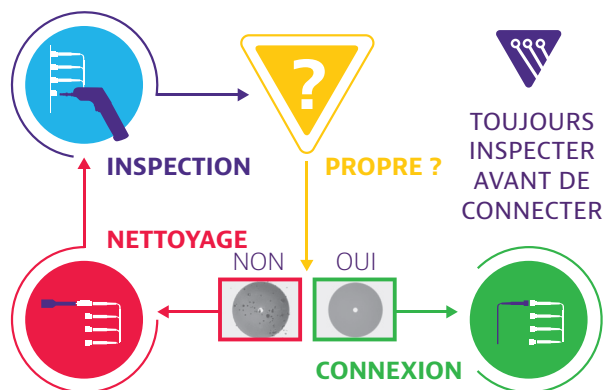 ?
INSPECTION
PROPRE ?
TOUJOURS
INSPECTER
AVANT DE
CONNECTER
NETTOYAGE
NON
OUI
CONNEXION